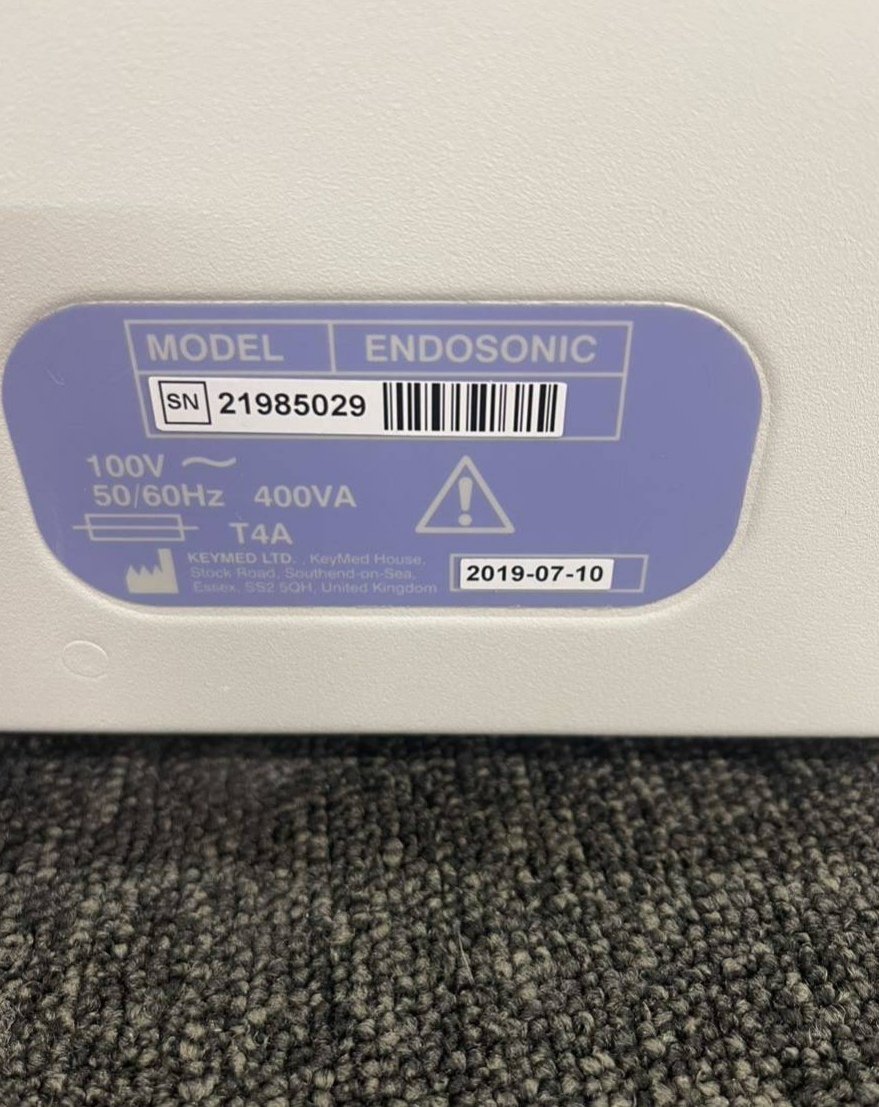 MODEL ENDOSONIC
SN 21985029
100V ~
50/60Hz 400VA
T4A
KEYMED LTD. , KeyMed House,
Stock Road, Southend-on-Sea,
Essex, SS2 5QH, United Kingdom
2019-07-10